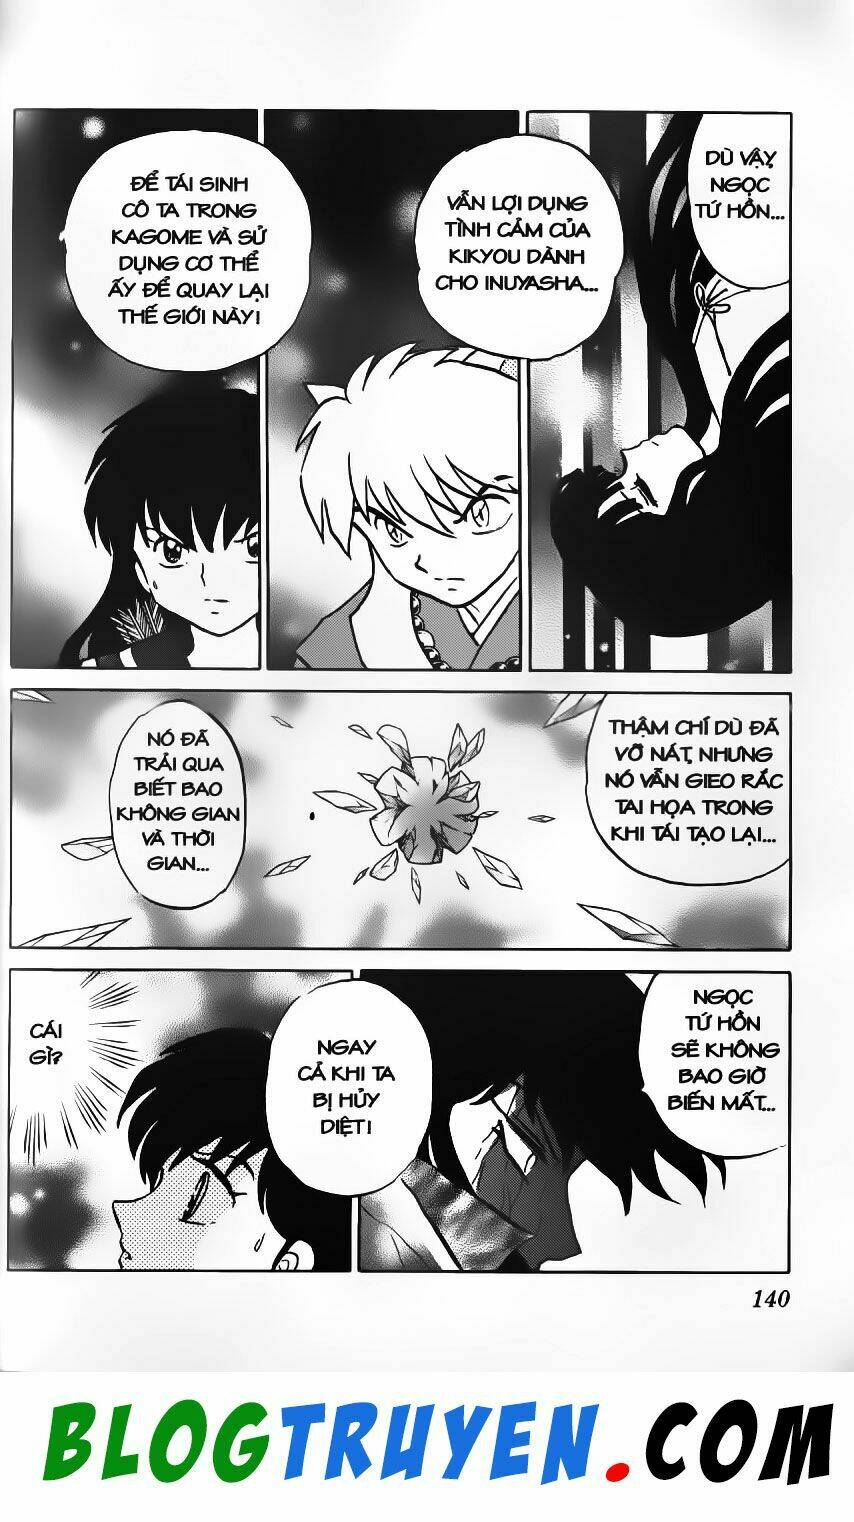 DÙ VẬY,
NGỌC
TỨ HỒN...
VẪN LỢI DỤNG
TÌNH CẢM CỦA
KIKYOU DÀNH
CHO INUYASHA...
ĐỂ TÁI SINH
CÔ TA TRONG
KAGOME VÀ SỬ
DỤNG CƠ THỂ
ẤY ĐỂ QUAY LẠI
THẾ GIỚI NÀY!
THẬM CHÍ DÙ ĐÃ
VỠ NÁT, NHƯNG
NÓ VẪN GIEO RẮC
TAI HỌA TRONG
KHI TÁI TẠO LẠI...
NÓ ĐÃ
TRẢI QUA
BIẾT BAO
KHÔNG GIAN
VÀ THỜI
GIAN...
NGỌC
TỨ HỒN
SẼ KHÔNG
BAO GIỜ
BIẾN MẤT...
NGAY
CẢ KHI TA
BỊ HỦY
DIỆT!
CÁI
GÌ?
140
BLOGTRUYEN.COM